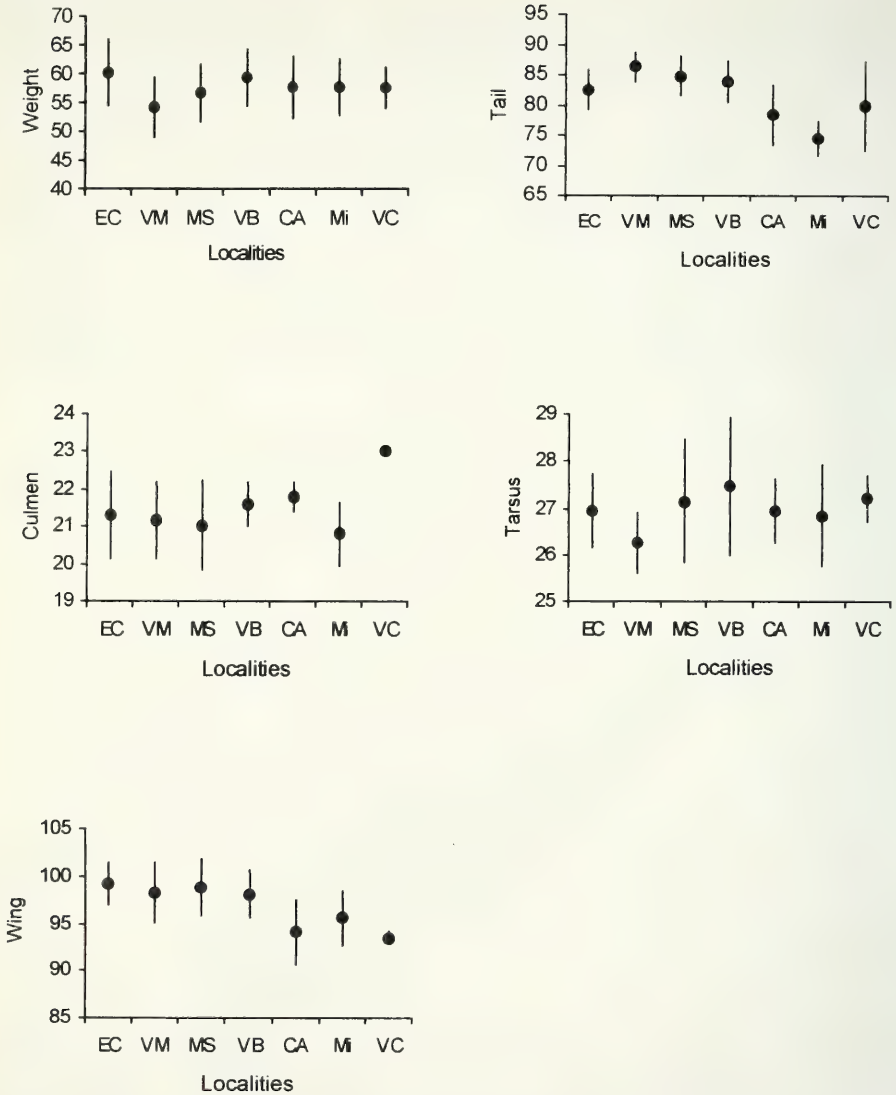 Weight
70
65
60
55
50
45
40
EC VM MS VB CA Mi VC
Localities
Tail
95
90
85
80
75
70
65
EC VM MS VB CA Mi VC
Localities
Culmen
24
23
22
21
20
19
EC VM MS VB CA Mi VC
Localities
Tarsus
29
28
27
26
25
EC VM MS VB CA Mi VC
Localities
Wing
105
100
95
90
85
EC VM MS VB CA Mi VC
Localities